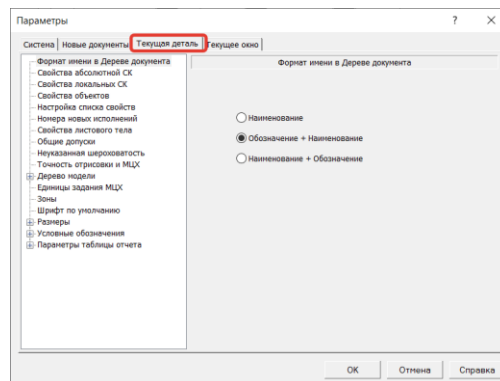 Параметры ? ×
Система Новые документы Текущая деталь Текущее окно
Формат имени в Дереве документа
Свойства абсолютной СК
Свойства локальных СК
Свойства объектов
Настройка списка свойств
Номера новых исполнений
Свойства листового тела
Общие допуски
Неуказанная шероховатость
Точность отрисовки и МЦХ
Дерево модели
Единицы задания МЦХ
Зоны
Шрифт по умолчанию
Размеры
Условные обозначения
Параметры таблицы отчета
Формат имени в Дереве документа
Наименование
Обозначение + Наименование
Наименование + Обозначение
OK Отмена Справка